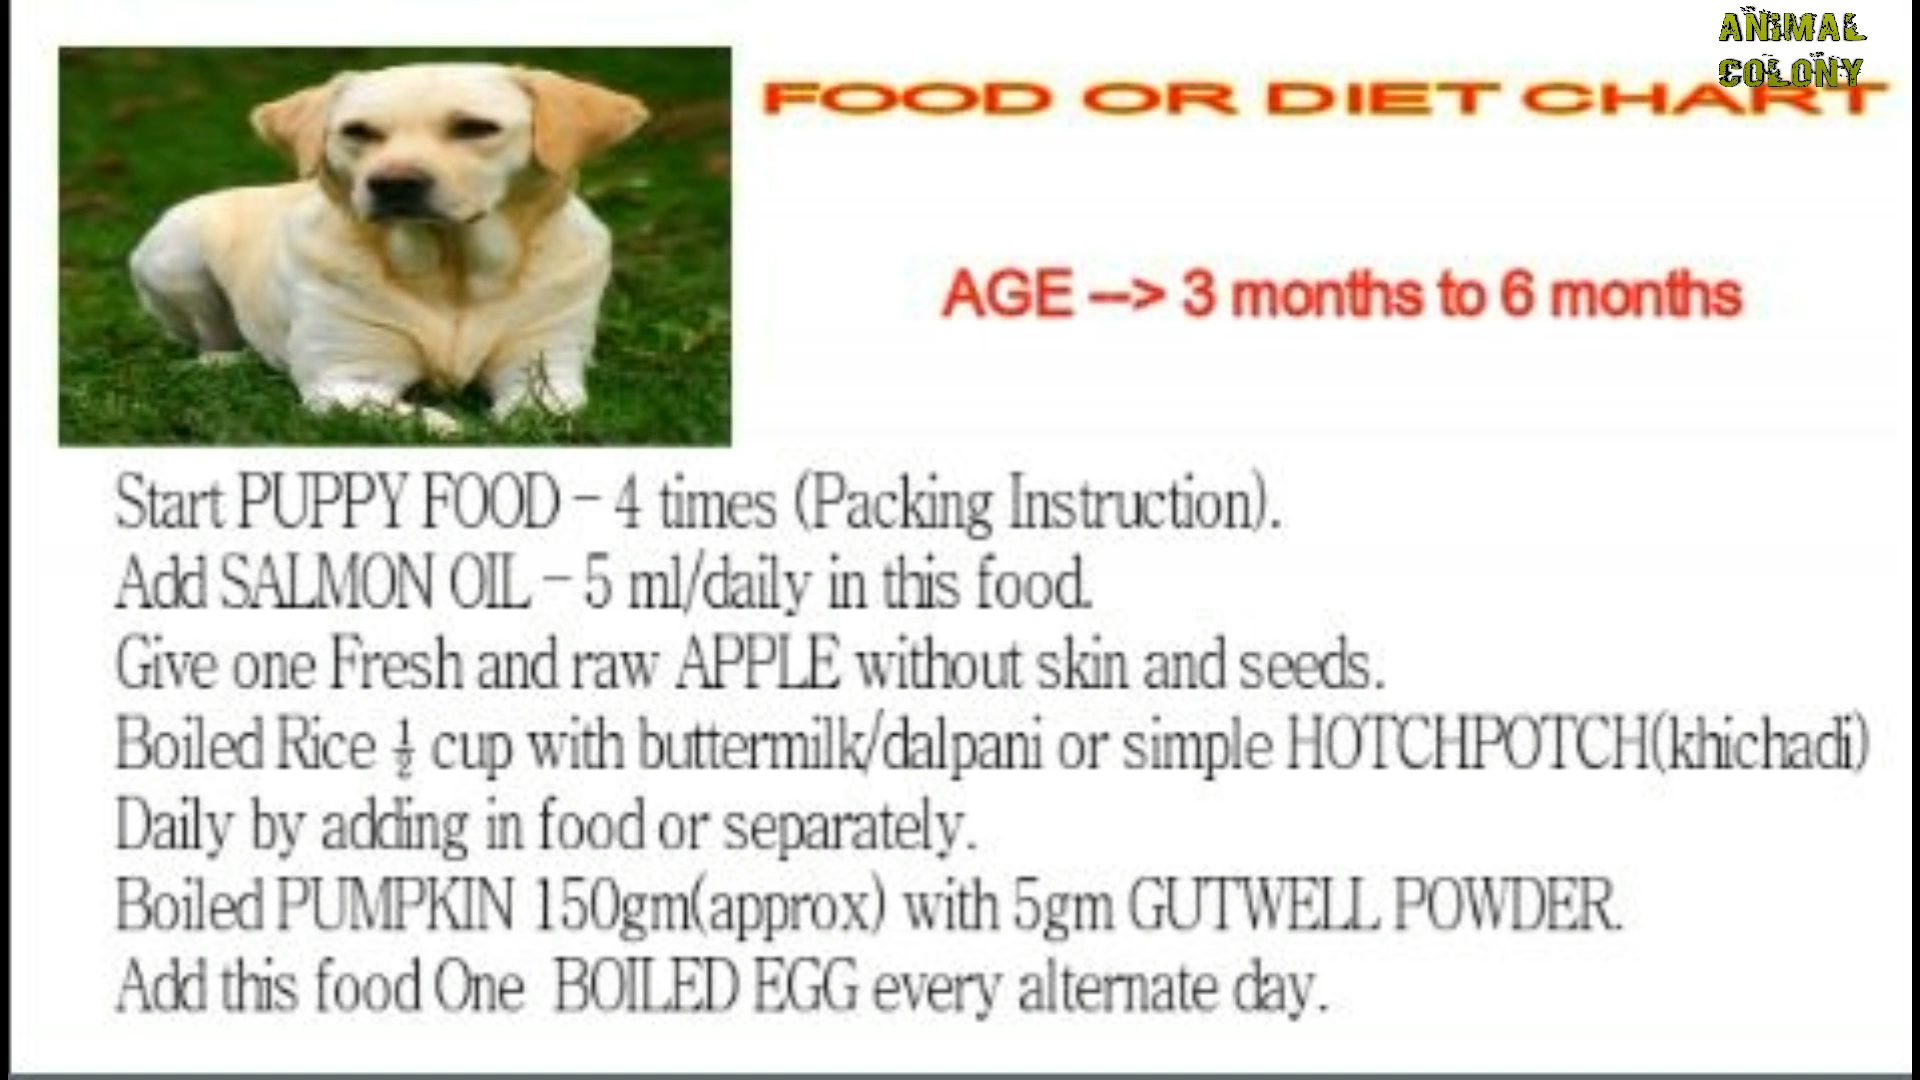 ANIMAL
COLONY
FOOD OR DIET CHART
AGE --> 3 months to 6 months
Start PUPPY FOOD – 4 times (Packing Instruction).
Add SALMON OIL – 5 ml/daily in this food.
Give one Fresh and raw APPLE without skin and seeds.
Boiled Rice ½ cup with buttermilk/dalpani or simple HOTCHPOTCH(khichadi)
Daily by adding in food or separately.
Boiled PUMPKIN 150gm(approx) with 5gm GUTWELL POWDER.
Add this food One BOILED EGG every alternate day.